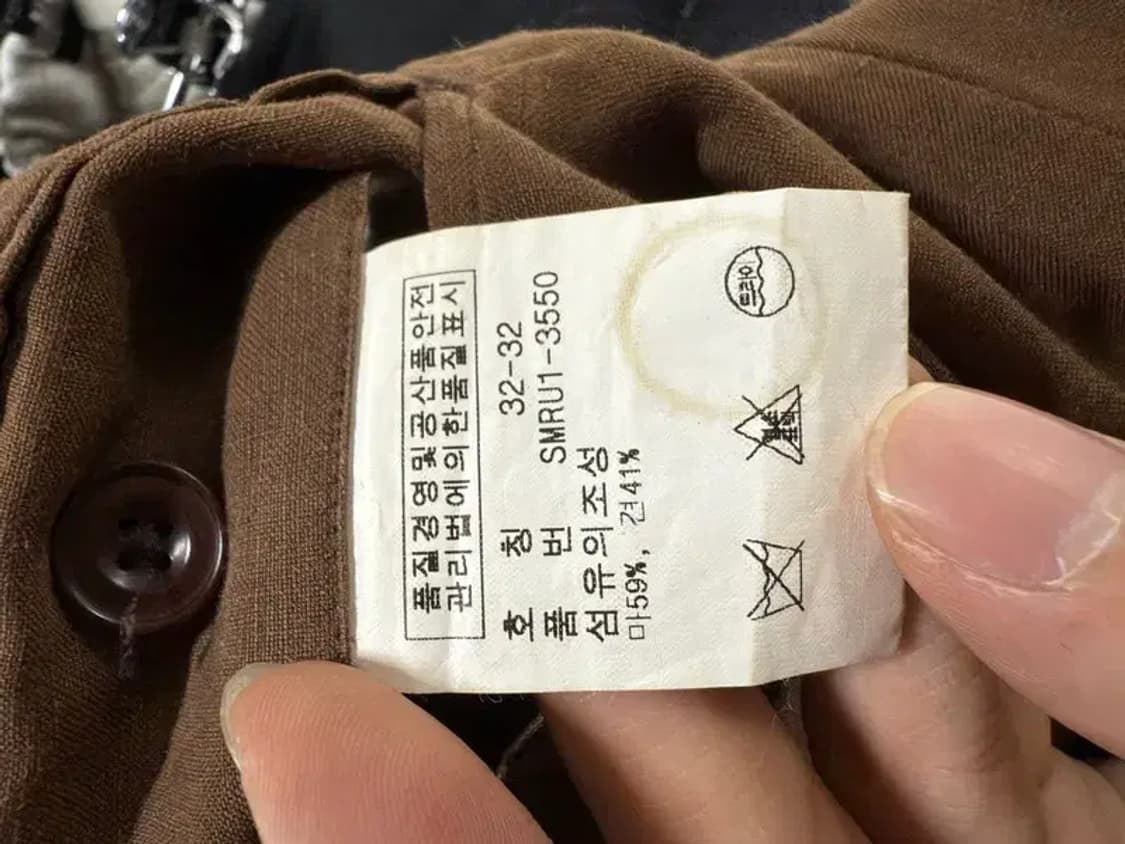 품질경영및공산품안전
관리법에의한품질표시
호 칭 32-32
품 번 SMRU1-3550
섬유의조성
마59%, 견41%
드라이